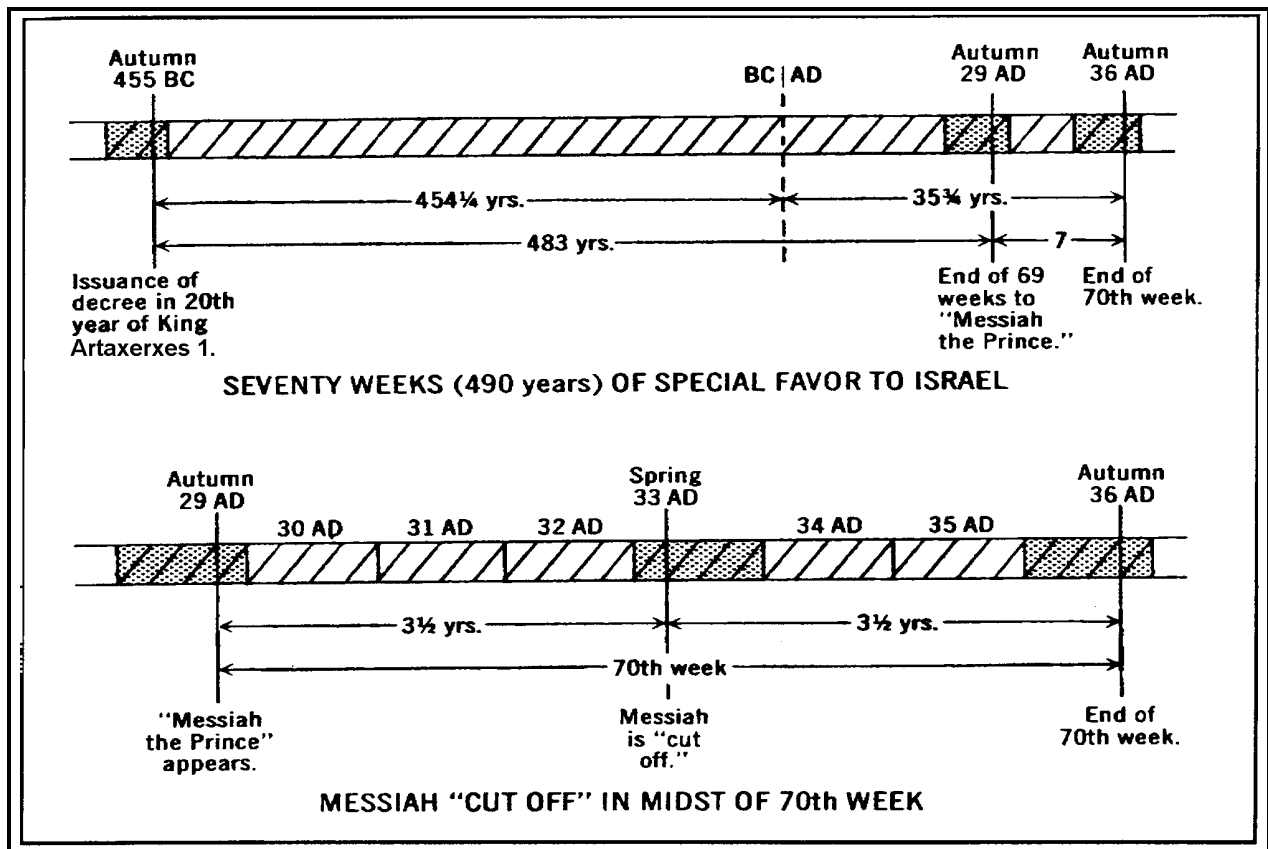 Autumn
455 BC
BC | AD
Autumn
29 AD
Autumn
36 AD
454¼ yrs.
35¾ yrs.
483 yrs.
7
Issuance of
decree in 20th
year of King
Artaxerxes 1.
End of 69
weeks to
"Messiah
the Prince."
End of
70th week.
SEVENTY WEEKS (490 years) OF SPECIAL FAVOR TO ISRAEL
Autumn
29 AD
Spring
33 AD
Autumn
36 AD
30 AD 31 AD 32 AD 34 AD 35 AD
3½ yrs. 3½ yrs.
70th week
"Messiah
the Prince"
appears.
Messiah
is "cut
off."
End of
70th week.
MESSIAH "CUT OFF" IN MIDST OF 70th WEEK